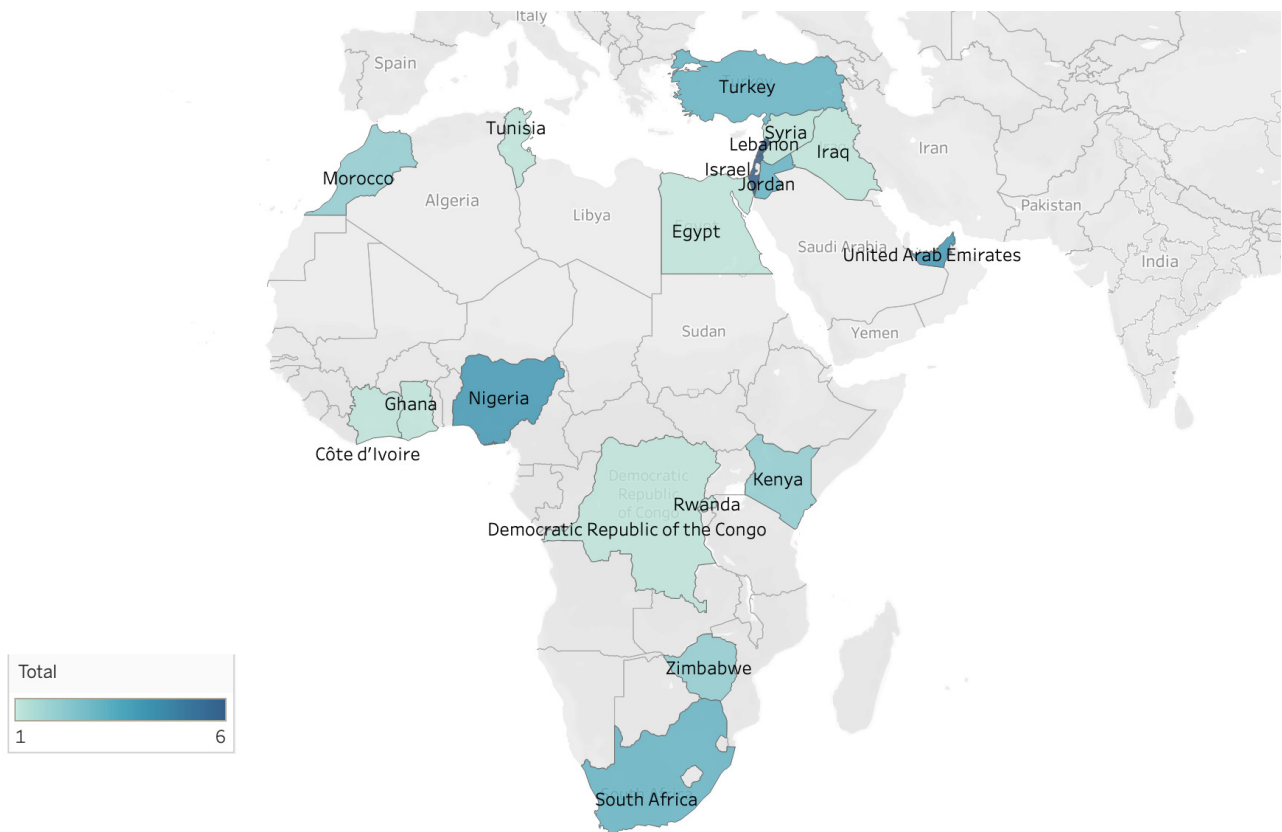 Italy
Spain
Turkey
Tunisia
Syria
Lebanon
Iraq
Iran
Israel
Jordan
Morocco
Algeria
Libya
Egypt
Pakistan
Saudi Arabia
United Arab Emirates
India
Sudan
Yemen
Nigeria
Ghana
Côte d’Ivoire
Kenya
Democratic
Republic
of Congo
Rwanda
Democratic Republic of the Congo
Zimbabwe
South Africa
Total
1 6